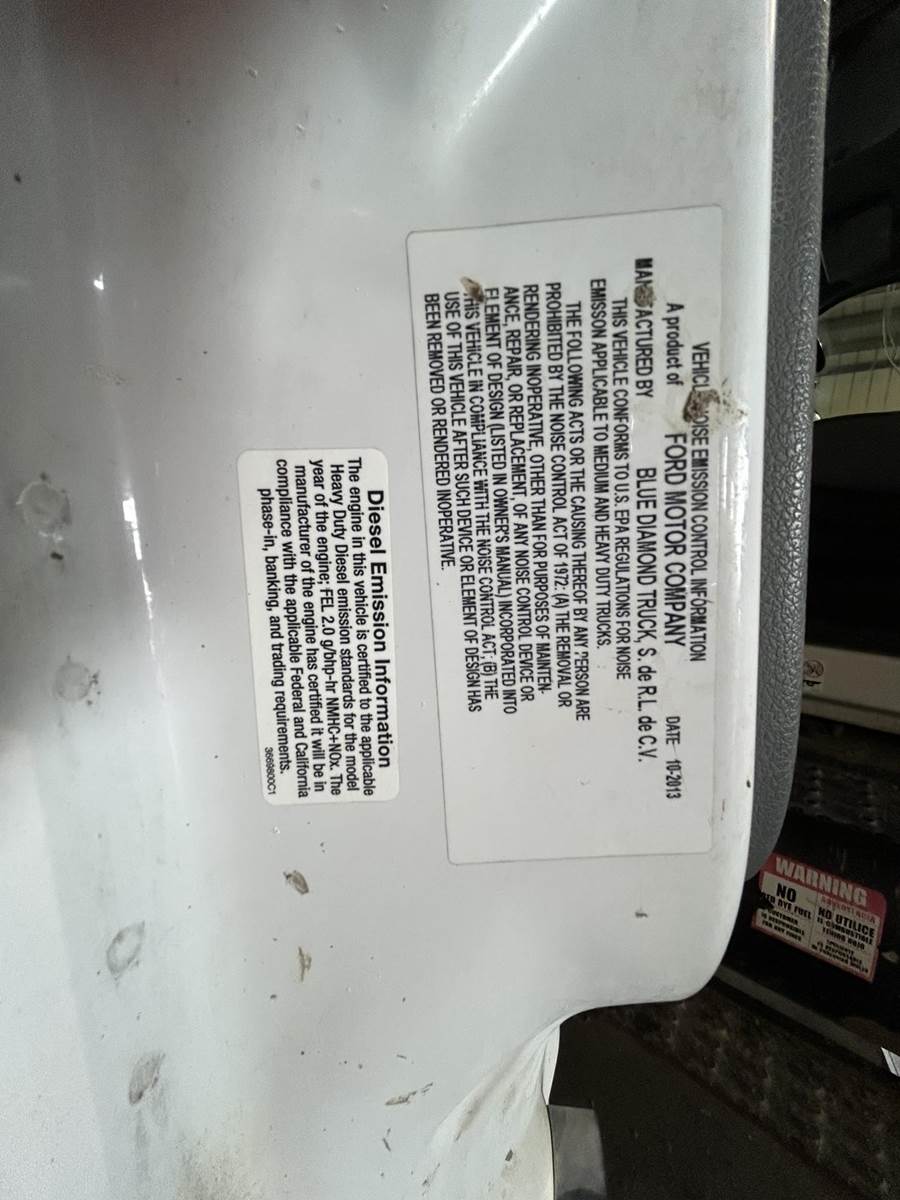 VEHICLE NOISE EMISSION CONTROL INFORMATION
A product of FORD MOTOR COMPANY DATE 10-2013
MANUFACTURED BY BLUE DIAMOND TRUCK, S. de R.L. de C.V.
THIS VEHICLE CONFORMS TO U.S. EPA REGULATIONS FOR NOISE
EMISSON APPLICABLE TO MEDIUM AND HEAVY DUTY TRUCKS.
THE FOLLOWING ACTS OR THE CAUSING THEREOF BY ANY PERSON ARE
PROHIBITED BY THE NOISE CONTROL ACT OF 1972: (A) THE REMOVAL OR
RENDERING INOPERATIVE, OTHER THAN FOR PURPOSES OF MAINTEN-
ANCE, REPAIR, OR REPLACEMENT, OF ANY NOISE CONTROL DEVICE OR
ELEMENT OF DESIGN (LISTED IN OWNER'S MANUAL) INCORPORATED INTO
THIS VEHICLE IN COMPLIANCE WITH THE NOISE CONTROL ACT; (B) THE
USE OF THIS VEHICLE AFTER SUCH DEVICE OR ELEMENT OF DESIGN HAS
BEEN REMOVED OR RENDERED INOPERATIVE.
Diesel Emission Information
The engine in this vehicle is certified to the applicable
Heavy Duty Diesel emission standards for the model
year of the engine; FEL 2.0 g/bhp-hr NMHC+NOx. The
manufacturer of the engine has certified it will be in
compliance with the applicable Federal and California
phase-in, banking, and trading requirements.
3669800C1
WARNING
NO
DYE FUEL
NO UTILICE